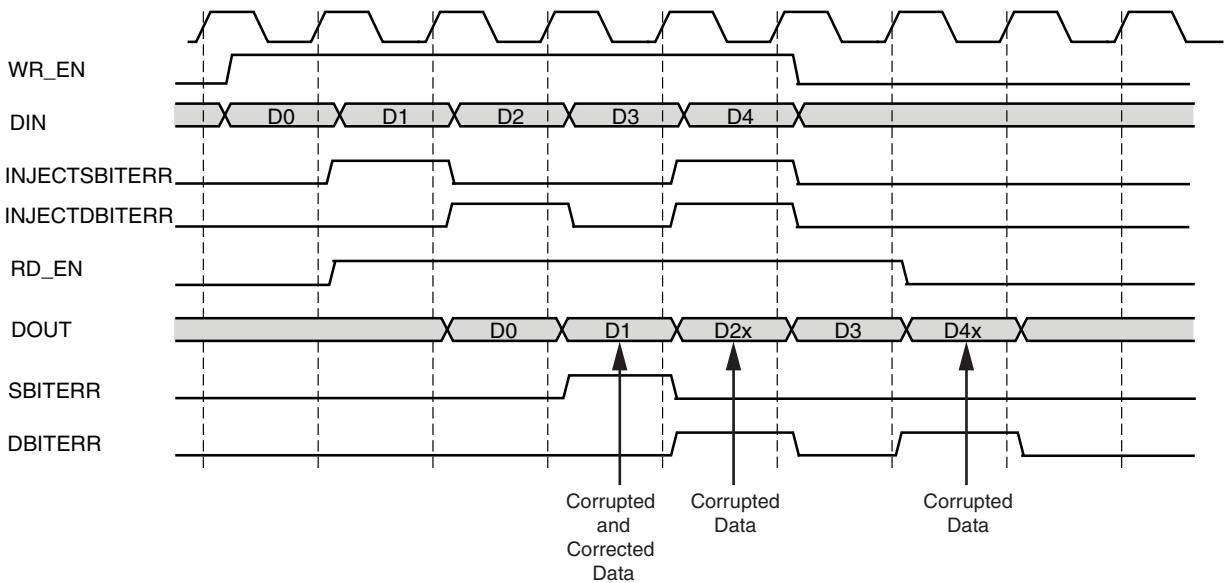 WR_EN
DIN
D0 D1 D2 D3 D4
INJECTSBITERR
INJECTDBITERR
RD_EN
DOUT
D0 D1 D2x D3 D4x
SBITERR
DBITERR
Corrupted
and
Corrected
Data
Corrupted
Data
Corrupted
Data